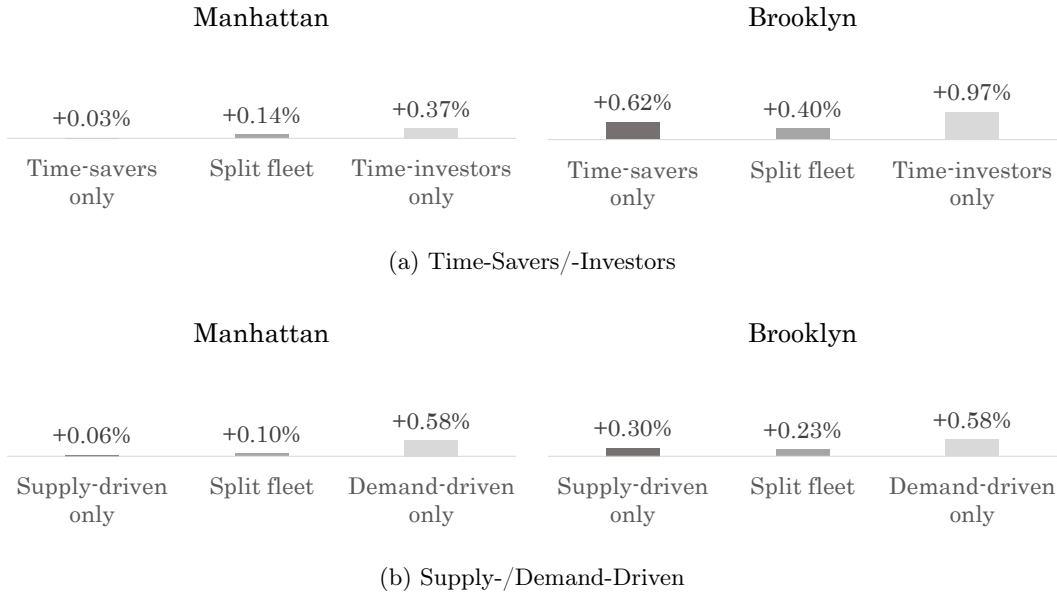 Manhattan
Brooklyn
+0.03%
+0.14%
+0.37%
+0.62%
+0.40%
+0.97%
Time-savers
only
Split fleet
Time-investors
only
Time-savers
only
Split fleet
Time-investors
only
(a) Time-Savers/-Investors
Manhattan
Brooklyn
+0.06%
+0.10%
+0.58%
+0.30%
+0.23%
+0.58%
Supply-driven
only
Split fleet
Demand-driven
only
Supply-driven
only
Split fleet
Demand-driven
only
(b) Supply-/Demand-Driven